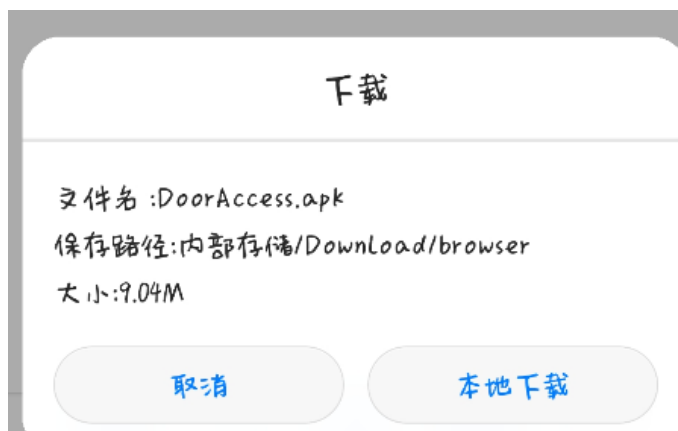 下载
文件名 :DoorAccess.apk
保存路径:内部存储/Download/browser
大小:9.04M
取消
本地下载